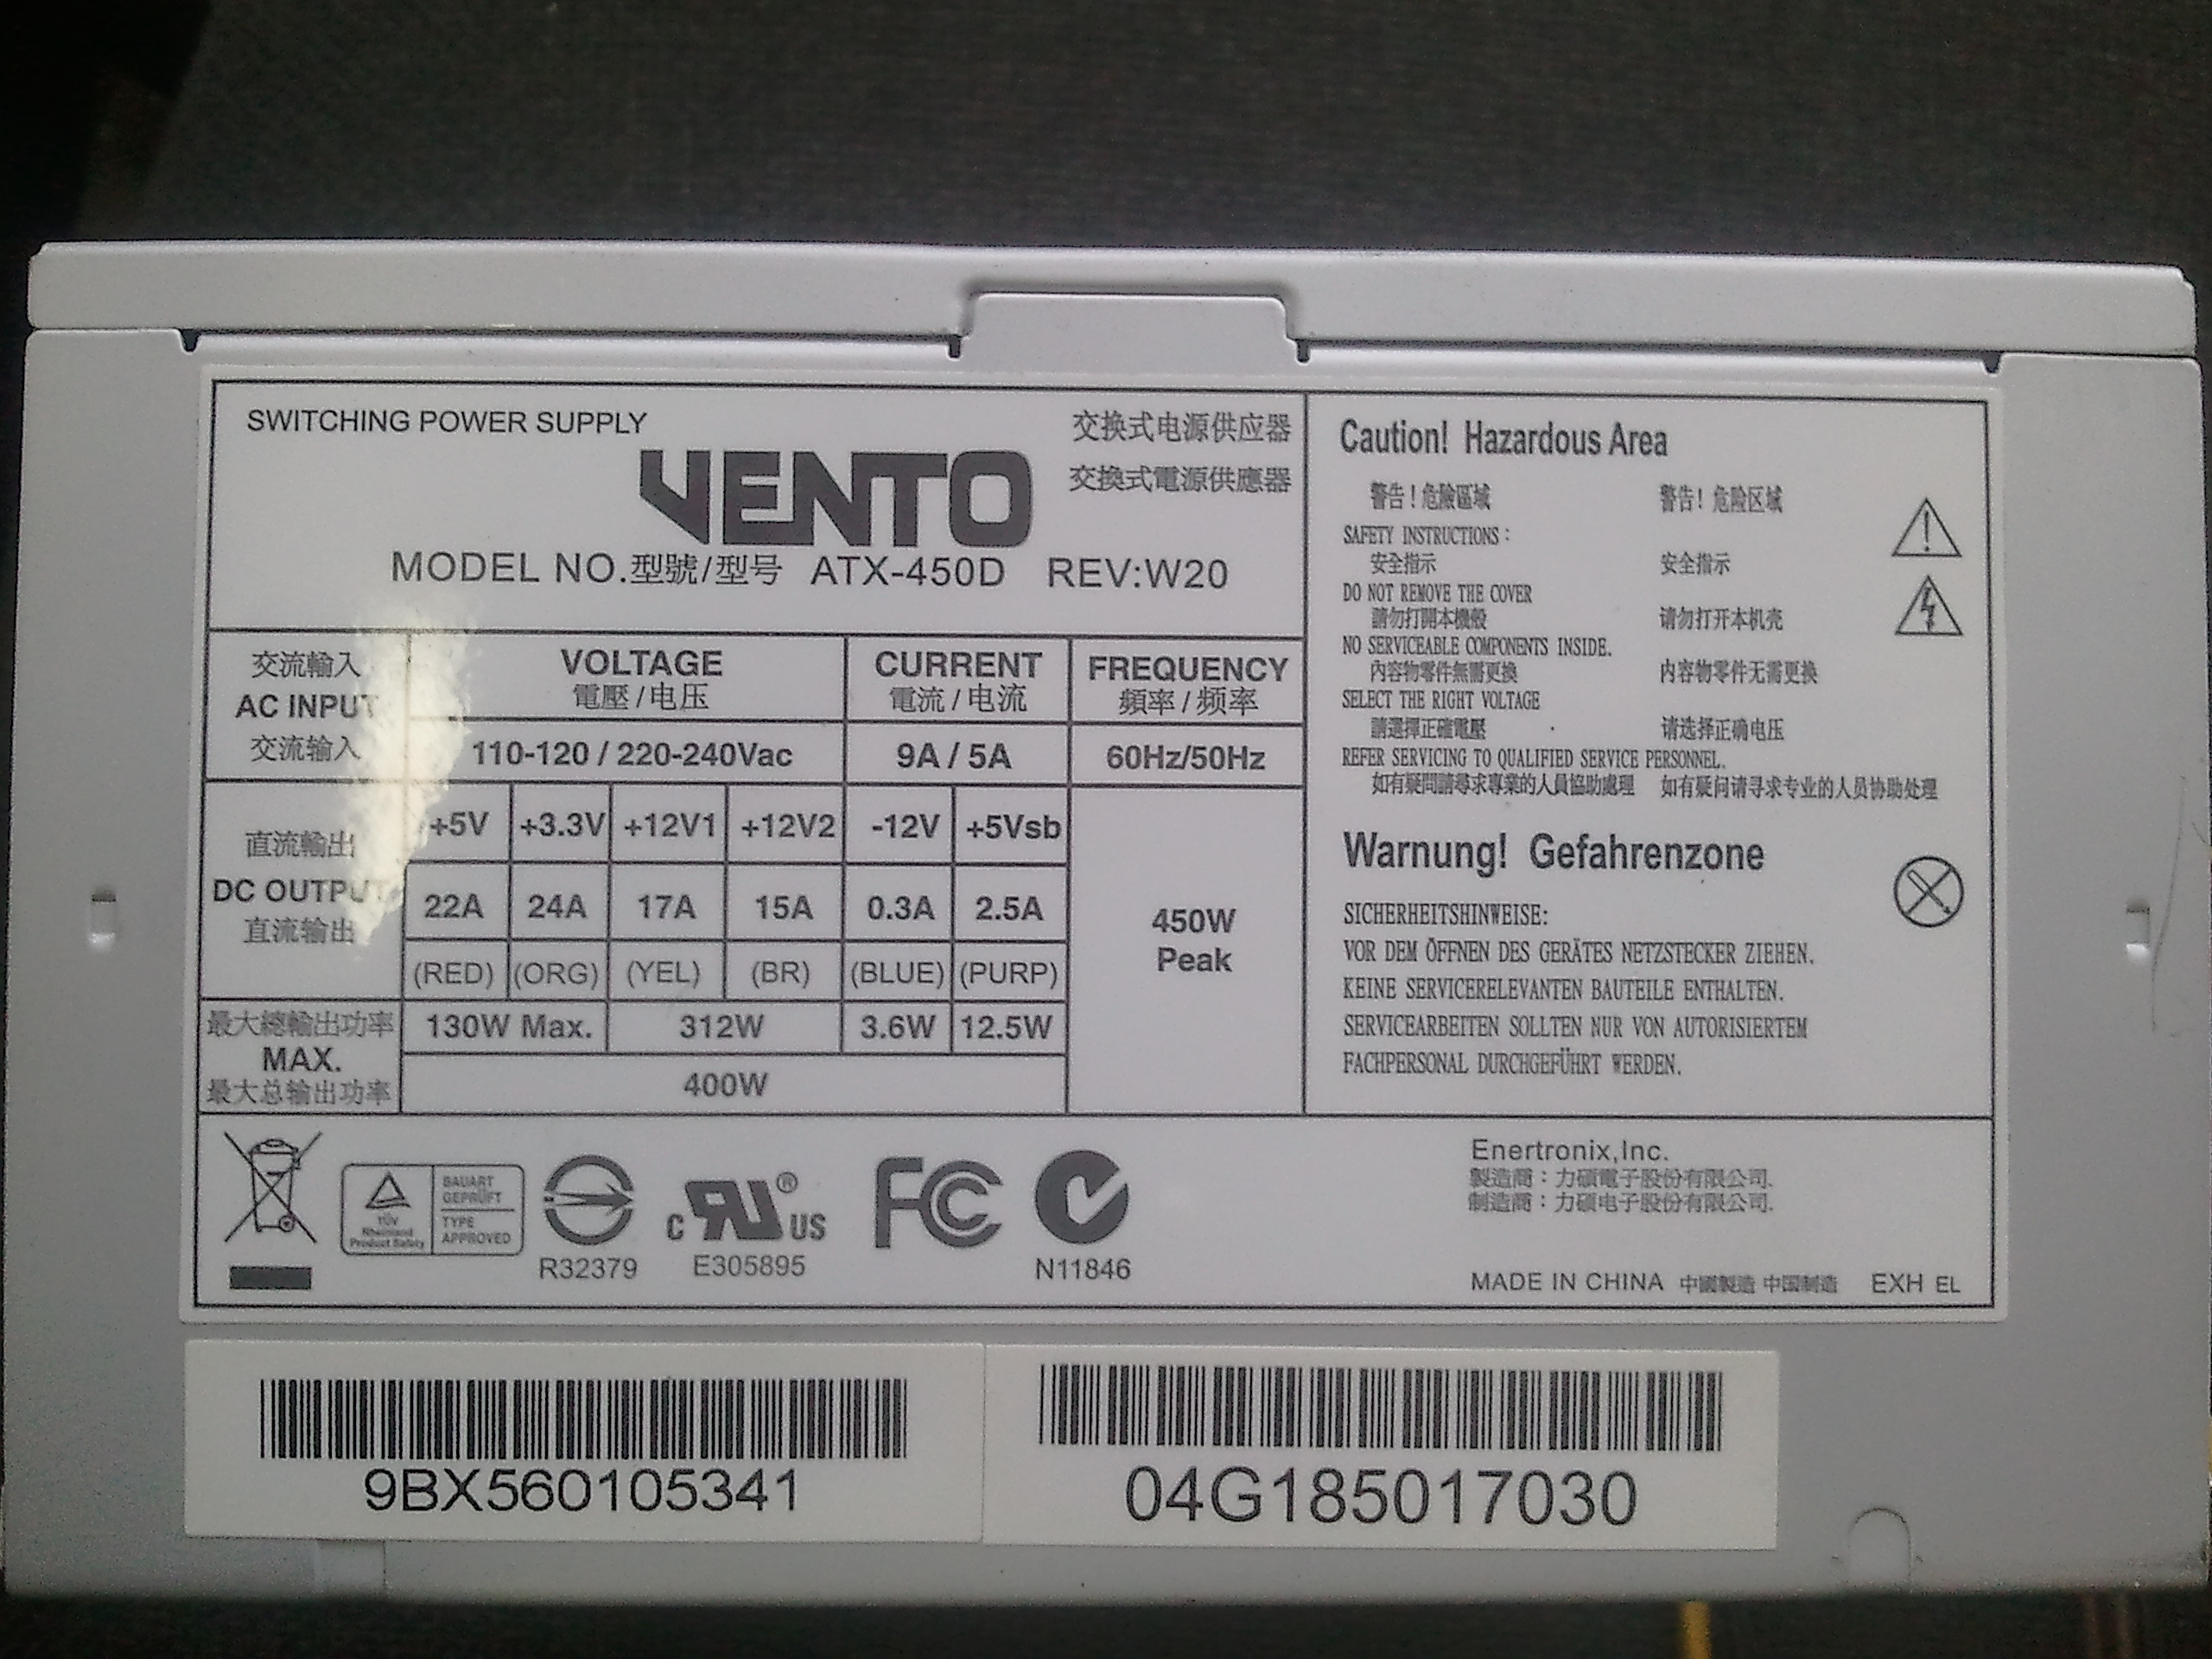 SWITCHING POWER SUPPLY
交换式电源供应器
交換式電源供應器
VENTO
MODEL NO.型號/型号 ATX-450D REV:W20
交流輸入
AC INPUT
交流输入
VOLTAGE CURRENT FREQUENCY
電壓/电压 電流/电流 頻率/频率
110-120 / 220-240Vac 9A / 5A 60Hz/50Hz
直流輸出
DC OUTPUT
直流输出
+5V +3.3V +12V1 +12V2 -12V +5Vsb
22A 24A 17A 15A 0.3A 2.5A
(RED) (ORG) (YEL) (BR) (BLUE) (PURP)
450W
Peak
最大總輸出功率
MAX.
最大总输出功率
130W Max. 312W 3.6W 12.5W
400W
Caution! Hazardous Area
警告！危險區域 警告！危险区域
SAFETY INSTRUCTIONS:
安全指示 安全指示
DO NOT REMOVE THE COVER
請勿打開本機殼 请勿打开本机壳
NO SERVICEABLE COMPONENTS INSIDE.
內容物零件無需更換 内容物零件无需更换
SELECT THE RIGHT VOLTAGE
請選擇正確電壓 请选择正确电压
REFER SERVICING TO QUALIFIED SERVICE PERSONNEL.
如有疑問請尋求專業的人員協助處理 如有疑问请寻求专业的人员协助处理
Warnung! Gefahrenzone
SICHERHEITSHINWEISE:
VOR DEM ÖFFNEN DES GERÄTES NETZSTECKER ZIEHEN.
KEINE SERVICERELEVANTEN BAUTEILE ENTHALTEN.
SERVICEARBEITEN SOLLTEN NUR VON AUTORISIERTEM
FACHPERSONAL DURCHGEFÜHRT WERDEN.
TÜV
Rheinland
Product Safety
BAUART
GEPRÜFT
TYPE
APPROVED
R32379
C RU ® US
E305895
FC
N11846
Enertronix,Inc.
製造商：力碩電子股份有限公司.
制造商：力硕电子股份有限公司.
MADE IN CHINA 中國製造 中国制造 EXH EL
9BX560105341
04G185017030